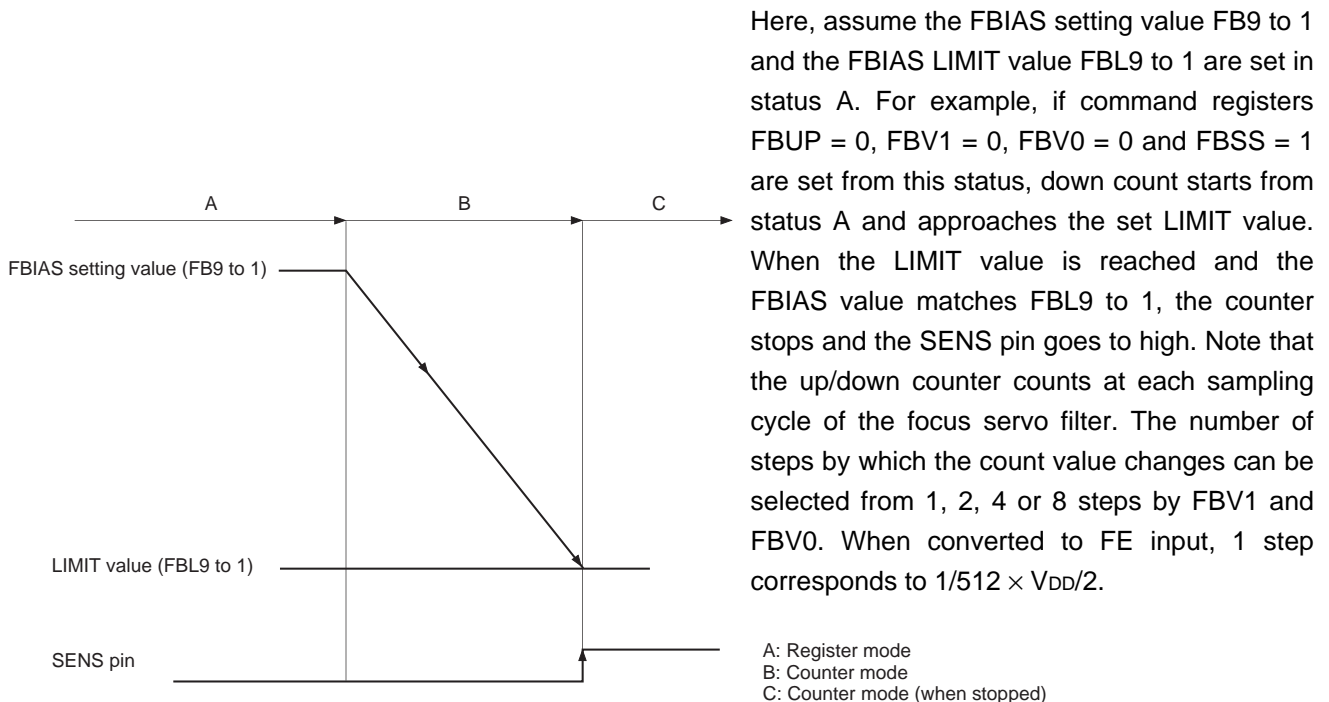 Here, assume the FBIAS setting value FB9 to 1
and the FBIAS LIMIT value FBL9 to 1 are set in
status A. For example, if command registers
FBUP = 0, FBV1 = 0, FBV0 = 0 and FBSS = 1
are set from this status, down count starts from
status A and approaches the set LIMIT value.
When the LIMIT value is reached and the
FBIAS value matches FBL9 to 1, the counter
stops and the SENS pin goes to high. Note that
the up/down counter counts at each sampling
cycle of the focus servo filter. The number of
steps by which the count value changes can be
selected from 1, 2, 4 or 8 steps by FBV1 and
FBV0. When converted to FE input, 1 step
corresponds to 1/512 × VDD/2.
A
B
C
FBIAS setting value (FB9 to 1)
LIMIT value (FBL9 to 1)
SENS pin
A: Register mode
B: Counter mode
C: Counter mode (when stopped)